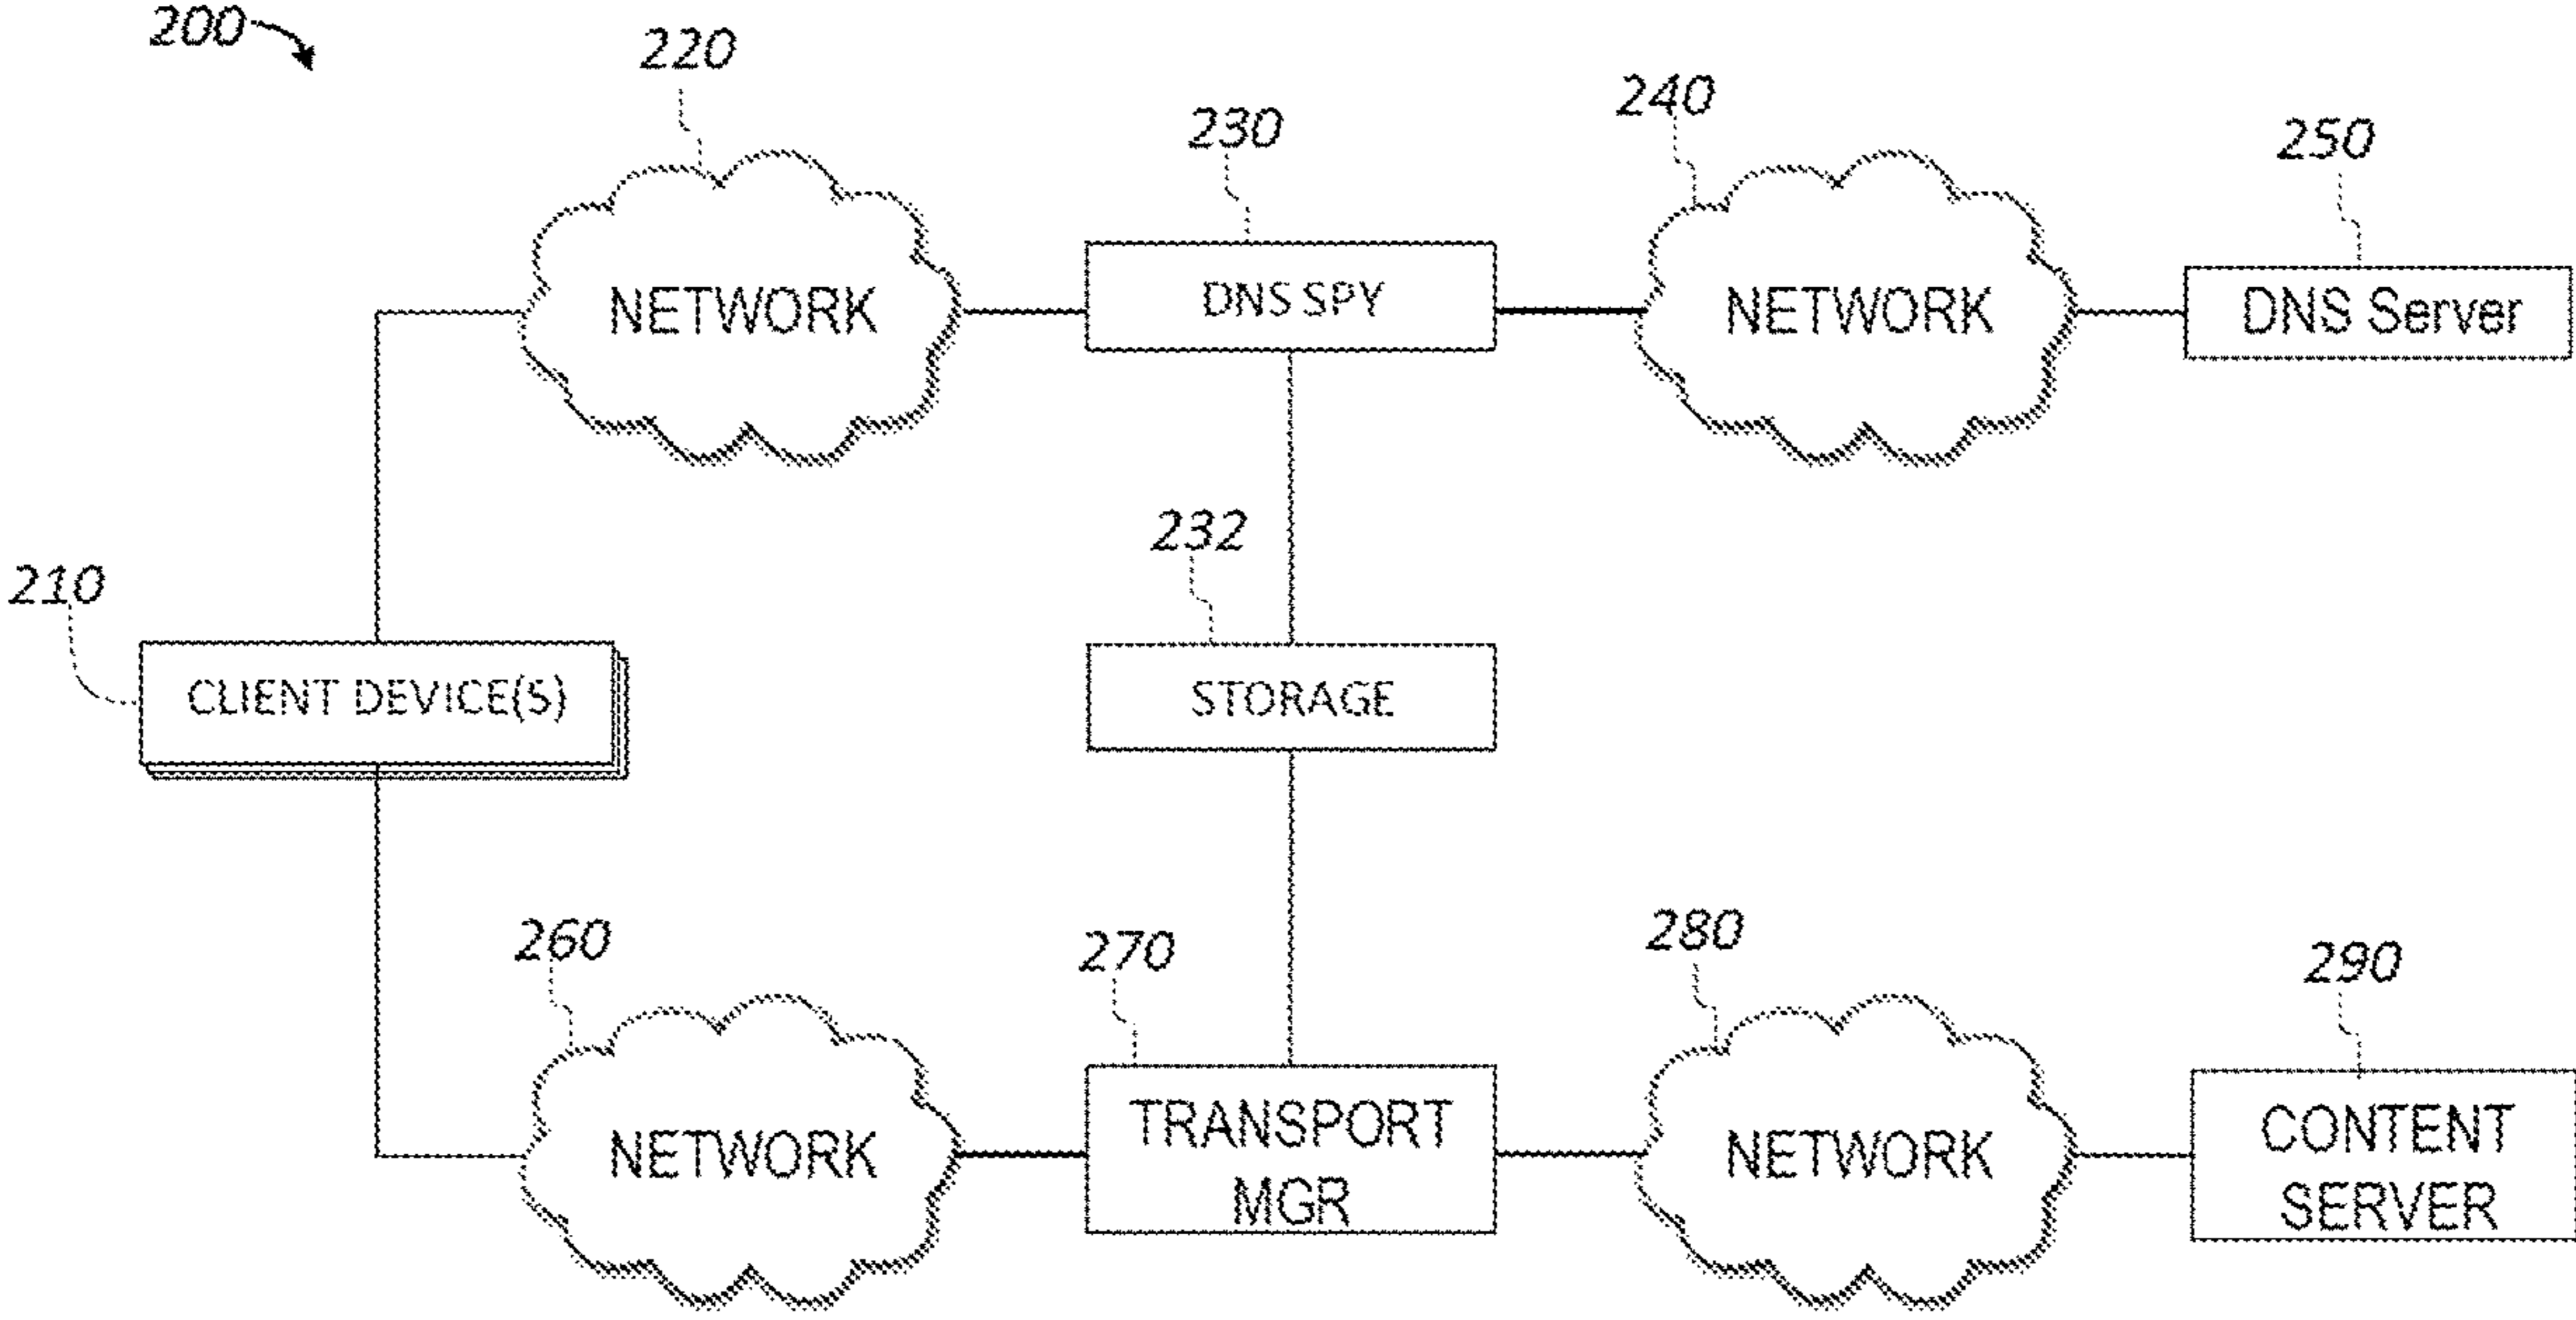 200
220
230
240
250
NETWORK
DNS SPY
NETWORK
DNS Server
232
210
CLIENT DEVICE(S)
STORAGE
260
270
280
290
NETWORK
TRANSPORT
MGR
NETWORK
CONTENT
SERVER